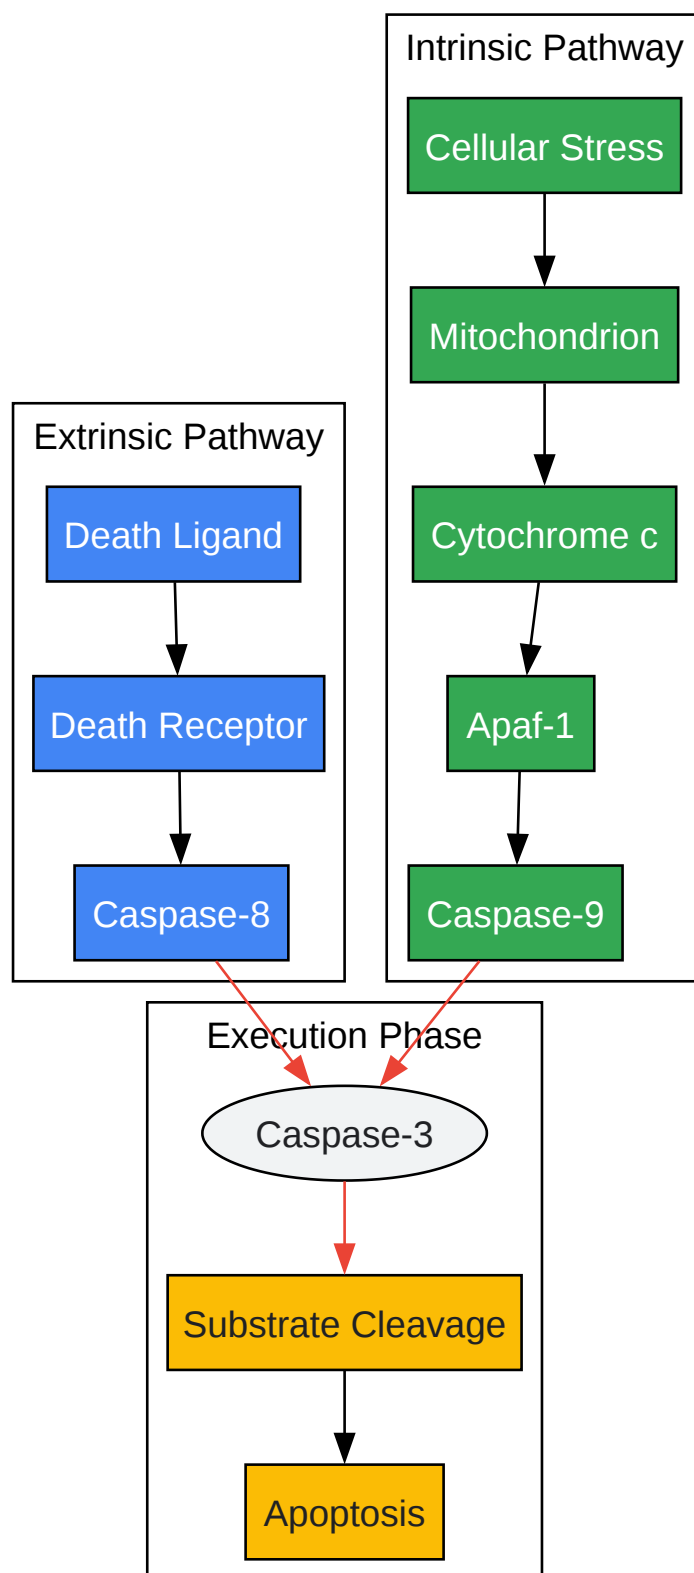 Intrinsic Pathway
Cellular Stress
Mitochondrion
Extrinsic Pathway
Death Ligand
Cytochrome c
Death Receptor
Apaf-1
Caspase-8
Caspase-9
Execution Phase
Caspase-3
Substrate Cleavage
Apoptosis